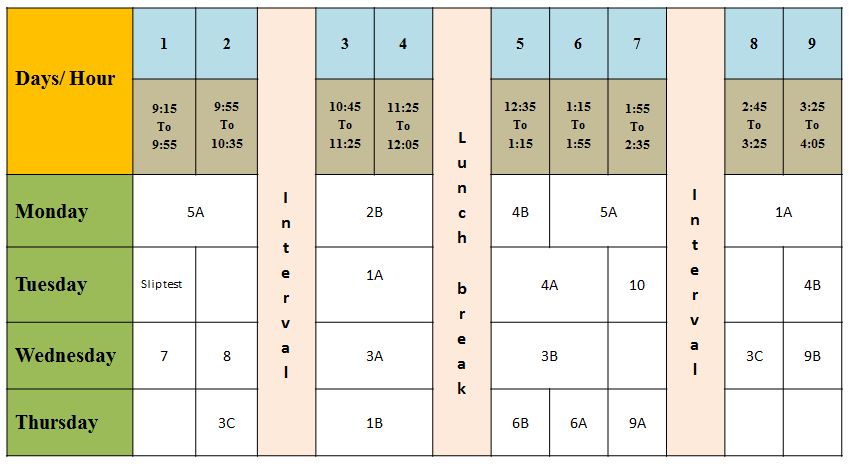 Days/ Hour
1 2 3 4 5 6 7 8 9
9:15 To 9:55
9:55 To 10:35
10:45 To 11:25
11:25 To 12:05
12:35 To 1:15
1:15 To 1:55
1:55 To 2:35
2:45 To 3:25
3:25 To 4:05
Interval
Lunch break
Interval
Monday 5A 2B 4B 5A 1A
Tuesday Sliptest 1A 4A 10 4B
Wednesday 7 8 3A 3B 3C 9B
Thursday 3C 1B 6B 6A 9A